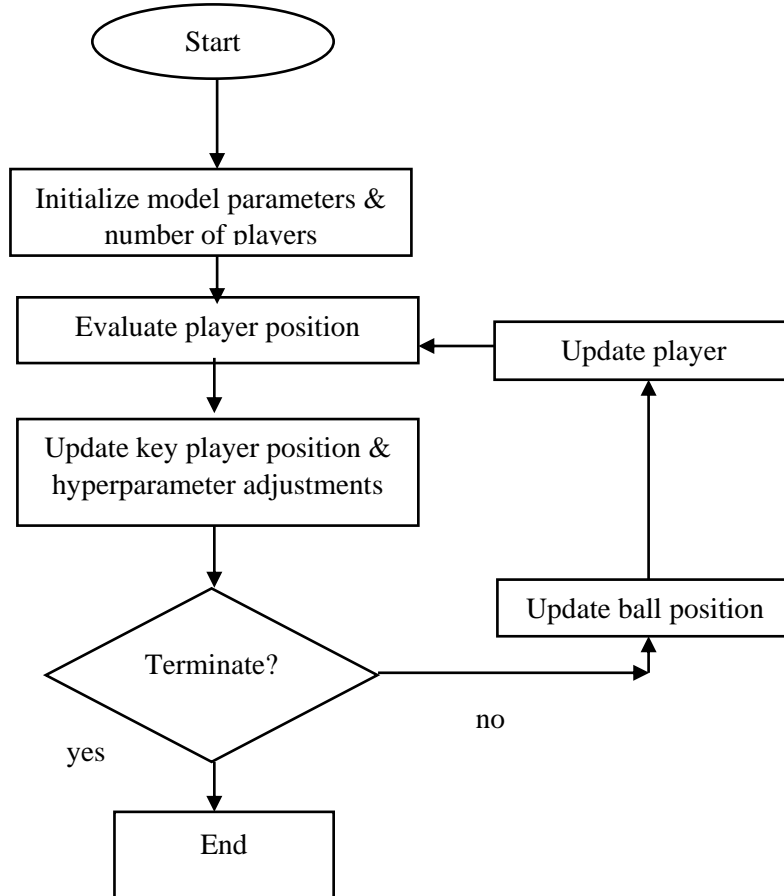 Start
Initialize model parameters &
number of players
Evaluate player position
Update player
Update key player position &
hyperparameter adjustments
Update ball position
Terminate?
no
yes
End